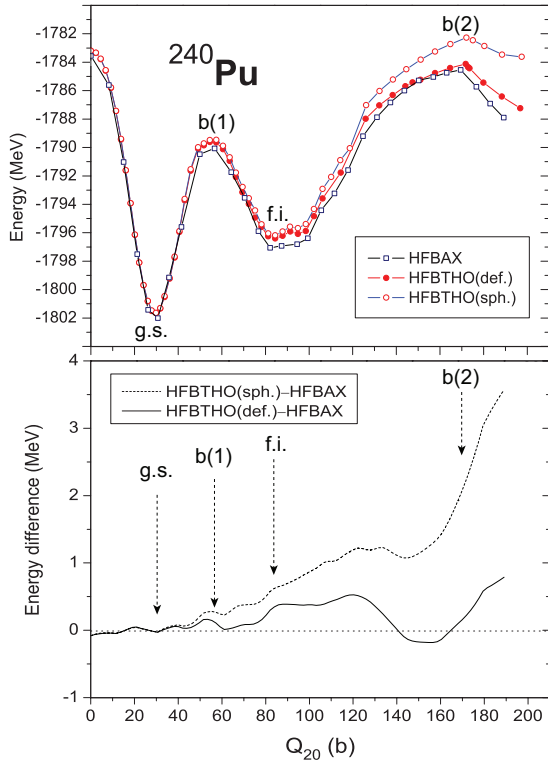 -1782
-1784
-1786
-1788
-1790
-1792
-1794
-1796
-1798
-1800
-1802
Energy (MeV)
240Pu
b(2)
b(1)
f.i.
g.s.
HFBAX
HFBTHO(def.)
HFBTHO(sph.)
4
3
2
1
0
-1
Energy difference (MeV)
HFBTHO(sph.)–HFBAX
HFBTHO(def.)–HFBAX
b(2)
b(1)
f.i.
g.s.
0 20 40 60 80 100 120 140 160 180 200
Q20 (b)